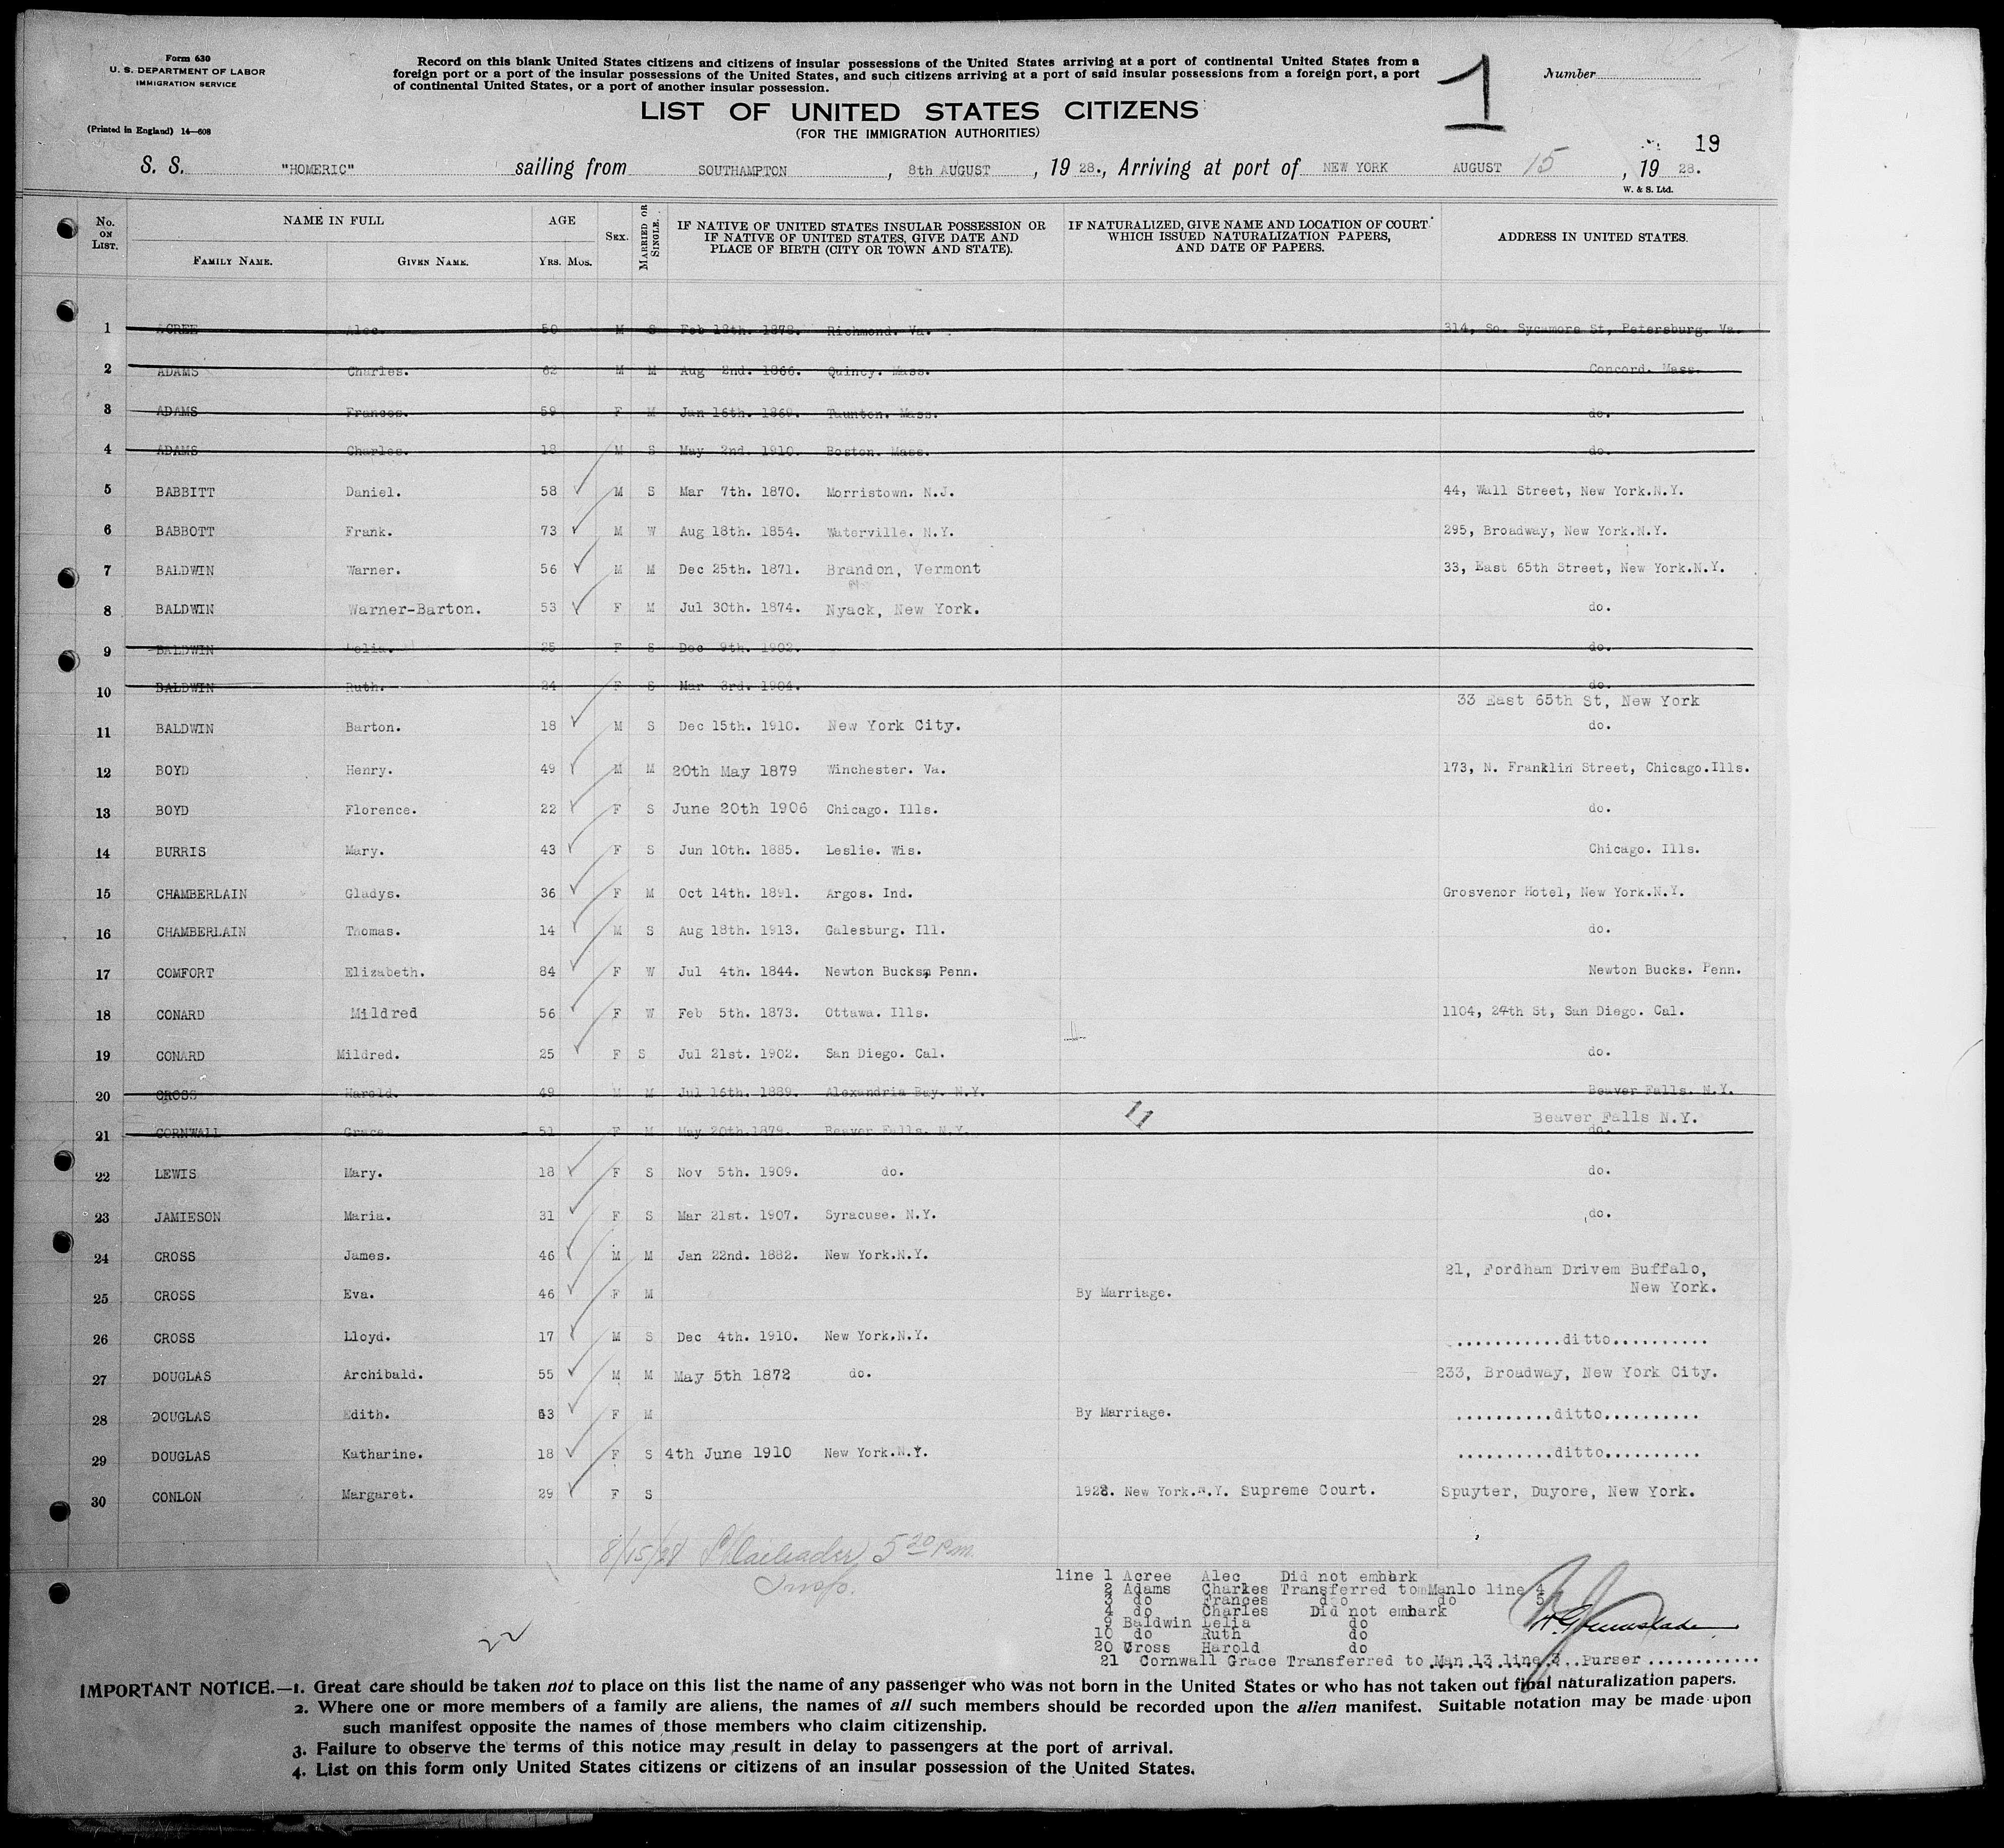 Form 630
U. S. DEPARTMENT OF LABOR
IMMIGRATION SERVICE
(Printed in England) 14—608
Record on this blank United States citizens and citizens of insular possessions of the United States arriving at a port of continental United States from a
foreign port or a port of the insular possessions of the United States, and such citizens arriving at a port of said insular possessions from a foreign port, a port
of continental United States, or a port of another insular possession.
LIST OF UNITED STATES CITIZENS
(FOR THE IMMIGRATION AUTHORITIES)
1
Number
19
S. S. "HOMERIC" sailing from SOUTHAMPTON, 8th AUGUST, 19 28., Arriving at port of NEW YORK AUGUST 15, 19 28.
W. & S. Ltd.
No. ON LIST. NAME IN FULL FAMILY NAME. GIVEN NAME. AGE YRS. MOS. SEX. MARRIED OR SINGLE. IF NATIVE OF UNITED STATES INSULAR POSSESSION OR IF NATIVE OF UNITED STATES, GIVE DATE AND PLACE OF BIRTH (CITY OR TOWN AND STATE). IF NATURALIZED, GIVE NAME AND LOCATION OF COURT WHICH ISSUED NATURALIZATION PAPERS, AND DATE OF PAPERS. ADDRESS IN UNITED STATES.
1 ACREE Alec. 50 M S Feb 18th. 1878. Richmond. Va. 314, So. Sycamore St, Petersburg. Va.
2 ADAMS Charles. 62 M M Aug 2nd. 1866. Quincy. Mass. Concord. Mass.
3 ADAMS Frances. 59 F M Jan 16th. 1869. Taunton. Mass. do.
4 ADAMS Charles. 18 M S May 2nd. 1910. Boston. Mass. do.
5 BABBITT Daniel. 58 M S Mar 7th. 1870. Morristown. N.J. 44, Wall Street, New York.N.Y.
6 BABBOTT Frank. 73 M W Aug 18th. 1854. Waterville. N.Y. 295, Broadway, New York.N.Y.
7 BALDWIN Warner. 56 M M Dec 25th. 1871. Brandon, Vermont 33, East 65th Street, New York.N.Y.
8 BALDWIN Warner-Barton. 53 F M Jul 30th. 1874. Nyack, New York. do.
9 BALDWIN Lelia. 25 F S Dec 9th. 1902. do.
10 BALDWIN Ruth. 24 F S Mar 3rd. 1904. do.
33 East 65th St, New York
11 BALDWIN Barton. 18 M S Dec 15th. 1910. New York City. do.
12 BOYD Henry. 49 M M 20th May 1879 Winchester. Va. 173, N. Franklin Street, Chicago.Ills.
13 BOYD Florence. 22 F S June 20th 1906 Chicago. Ills. do.
14 BURRIS Mary. 43 F S Jun 10th. 1885. Leslie. Wis. Chicago. Ills.
15 CHAMBERLAIN Gladys. 36 F M Oct 14th. 1891. Argos. Ind. Grosvenor Hotel, New York.N.Y.
16 CHAMBERLAIN Thomas. 14 M S Aug 18th. 1913. Galesburg. Ill. do.
17 COMFORT Elizabeth. 84 F W Jul 4th. 1844. Newton Bucks, Penn. Newton Bucks. Penn.
18 CONARD Mildred 56 F W Feb 5th. 1873. Ottawa. Ills. 1104, 24th St, San Diego. Cal.
19 CONARD Mildred. 25 F S Jul 21st. 1902. San Diego. Cal. do.
20 CROSS Harold. 49 M M Jul 16th. 1889. Alexandria Bay. N.Y. Beaver Falls. N.Y.
11 Beaver Falls N.Y.
21 CORNWALL Grace 51 F M May 20th.1879. Beaver Falls. N.Y. do.
22 LEWIS Mary. 18 F S Nov 5th. 1909. do. do.
23 JAMIESON Maria. 31 F S Mar 21st. 1907. Syracuse. N.Y. do.
24 CROSS James. 46 M M Jan 22nd. 1882. New York.N.Y.
21, Fordham Drivem Buffalo,
New York.
25 CROSS Eva. 46 F M By Marriage.
26 CROSS Lloyd. 17 M S Dec 4th. 1910. New York.N.Y. ...........ditto..........
27 DOUGLAS Archibald. 55 M M May 5th 1872 do. 233, Broadway, New York City.
28 DOUGLAS Edith. 53 F M By Marriage. ..........ditto..........
29 DOUGLAS Katharine. 18 F S 4th June 1910 New York.N.Y. ..........ditto..........
30 CONLON Margaret. 29 F S 1928. New York.N.Y. Supreme Court. Spuyter, Duyore, New York.
8/15/28 5 20 P.m.
Insp.
22
line 1 Acree Alec Did not embark
2 Adams Charles Transferred to Manlo line 4
3 do Frances do do 5
4 do Charles Did not embark
9 Baldwin Lelia do
10 do Ruth do
20 Cross Harold do
21 Cornwall Grace Transferred to Man 13 line 3. Purser
IMPORTANT NOTICE.—1. Great care should be taken not to place on this list the name of any passenger who was not born in the United States or who has not taken out final naturalization papers.
2. Where one or more members of a family are aliens, the names of all such members should be recorded upon the alien manifest. Suitable notation may be made upon
such manifest opposite the names of those members who claim citizenship.
3. Failure to observe the terms of this notice may result in delay to passengers at the port of arrival.
4. List on this form only United States citizens or citizens of an insular possession of the United States.